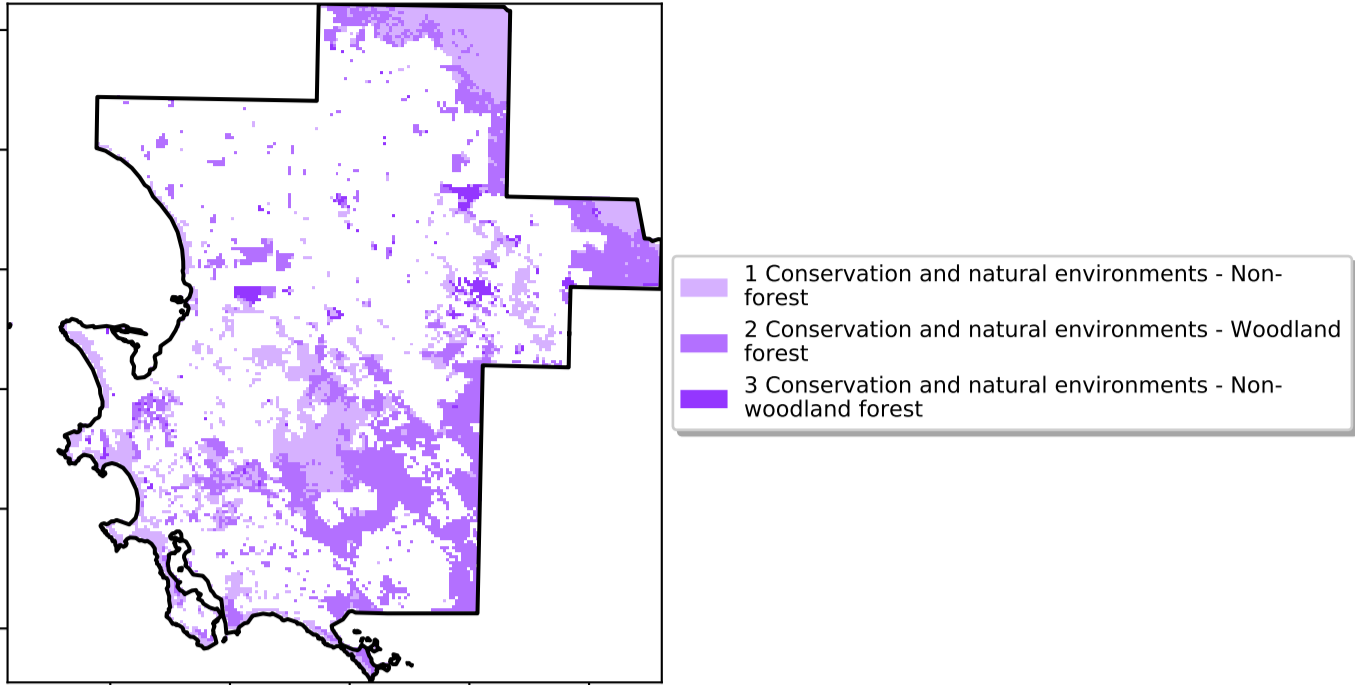 1 Conservation and natural environments - Non-
forest
2 Conservation and natural environments - Woodland
forest
3 Conservation and natural environments - Non-
woodland forest